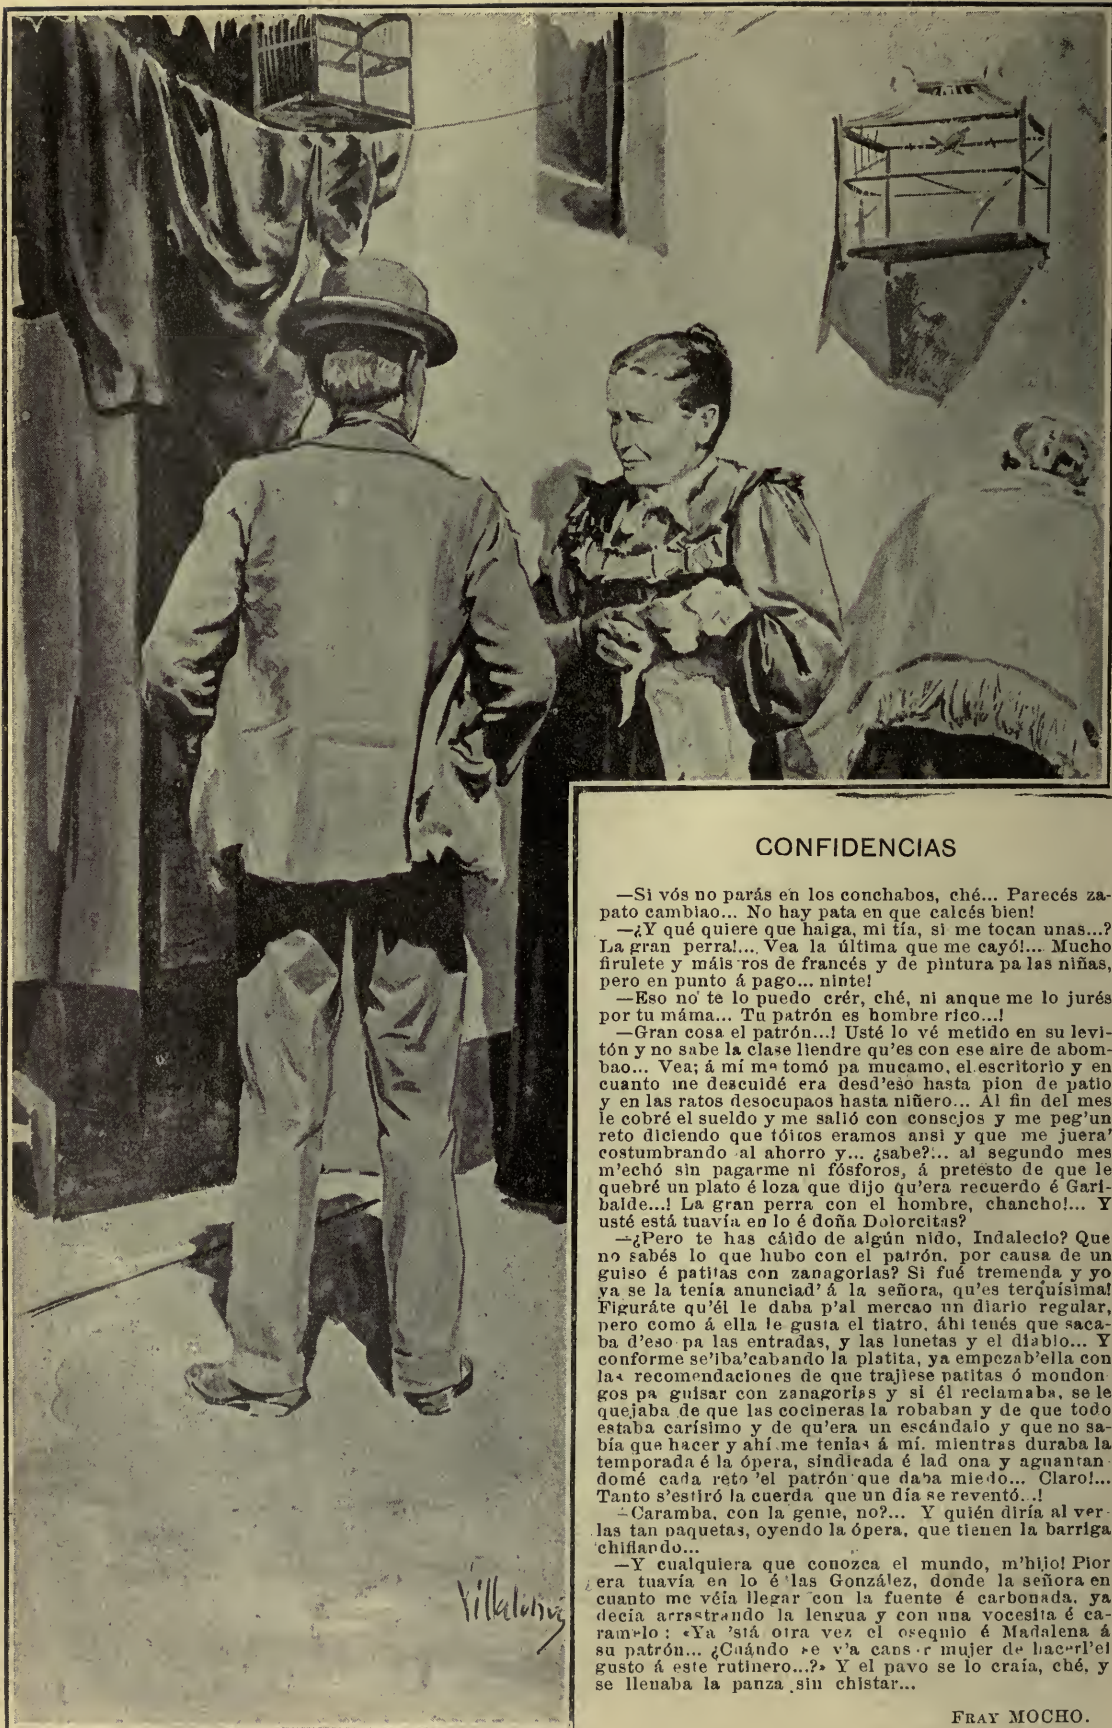 CONFIDENCIAS
—Si vós no parás en los conchabos, ché... Parecés za-
pato cambiao... No hay pata en que calcés bien!
—¿Y qué quiere que haiga, mi tía, si me tocan unas...?
La gran perra!... Vea la última que me cayó!... Mucho
firulete y máis ros de francés y de pintura pa las niñas,
pero en punto á pago... ninte!
—Eso no te lo puedo crér, ché, ni anque me lo jurés
por tu máma... Tu patrón es hombre rico...!
—Gran cosa el patrón...! Usté lo vé metido en su levi-
tón y no sabe la clase liendre qu'es con ese aire de abom-
bao... Vea; á mí me tomó pa mucamo, el escritorio y en
cuanto me descuidé era desd'eso hasta pion de patio
y en las ratos desocupaos hasta niñero... Al fin del mes
le cobré el sueldo y me salió con consejos y me peg'un
reto diciendo que tóitos eramos ansi y que me juera'
costumbrando al ahorro y... ¿sabe?... al segundo mes
m'echó sin pagarme ni fósforos, á pretesto de que le
quebré un plato é loza que dijo qu'era recuerdo é Gari-
balde...! La gran perra con el hombre, chancho!... Y
usté está tuavía en lo é doña Dolorcitas?
—¿Pero te has cáido de algún nido, Indalecio? Que
no sabés lo que hubo con el patrón, por causa de un
guiso é patitas con zanagorias? Si fué tremenda y yo
ya se la tenía anunciad' á la señora, qu'es terquísima!
Figuráte qu'él le daba p'al mercao un diario regular,
pero como á ella le gusta el tiatro, áhi tenés que saca-
ba d'eso pa las entradas, y las lunetas y el diablo... Y
conforme se'iba'cabando la platita, ya empezab'ella con
las recomendaciones de que trajiese patitas ó mondon
gos pa guisar con zanagorias y si él reclamaba, se le
quejaba de que las cocineras la robaban y de que todo
estaba carísimo y de qu'era un escándalo y que no sa-
bía que hacer y ahí me tenías á mí, mientras duraba la
temporada é la ópera, sindicada é lad ona y aguantan
domé cada reto 'el patrón que daba miedo... Claro!...
Tanto s'estiró la cuerda que un día se reventó...!
—Caramba, con la gente, no?... Y quién diría al ver-
las tan paquetas, oyendo la ópera, que tienen la barriga
chiflando...
—Y cualquiera que conozca el mundo, m'hijo! Pior
era tuavía en lo é las González, donde la señora en
cuanto me véia llegar con la fuente é carbonada, ya
decía arrastrando la lengua y con una vocesita é ca-
ramelo: «Ya 'stá otra vez el osequio é Madalena á
su patrón... ¿Cuándo se v'a cans r mujer de hacerl'el
gusto á este rutinero...?» Y el pavo se lo craía, ché, y
se llenaba la panza sin chistar...
FRAY MOCHO.